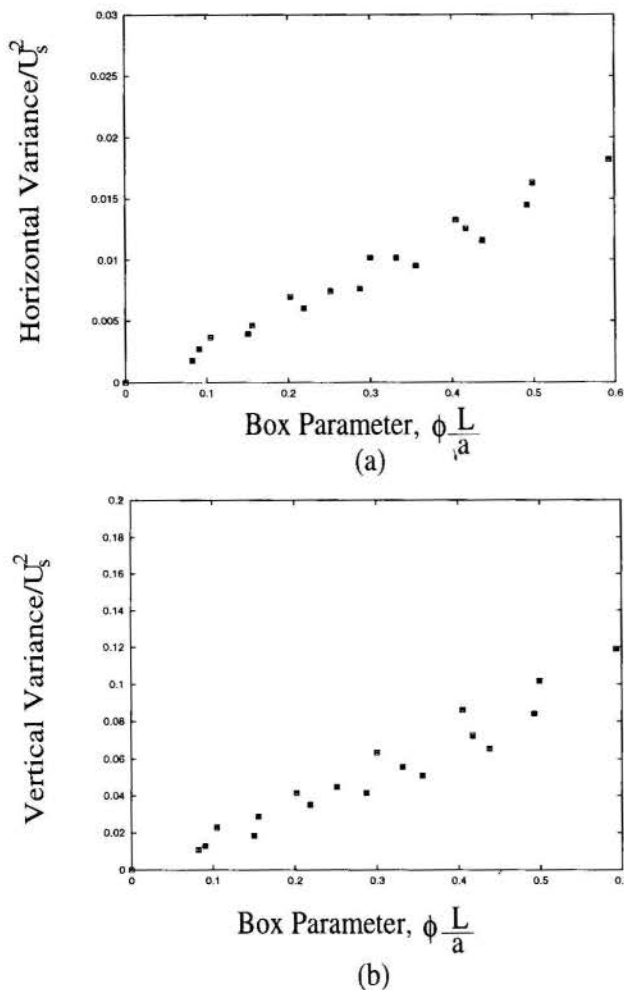 0.03
0.025
0.02
0.015
0.01
0.005
0
Horizontal Variance/U_s^2
0 0.1 0.2 0.3 0.4 0.5 0.6
Box Parameter, ϕ L/a
(a)
0.2
0.18
0.16
0.14
0.12
0.1
0.08
0.06
0.04
0.02
0
Vertical Variance/U_s^2
0 0.1 0.2 0.3 0.4 0.5
Box Parameter, ϕ L/a
(b)